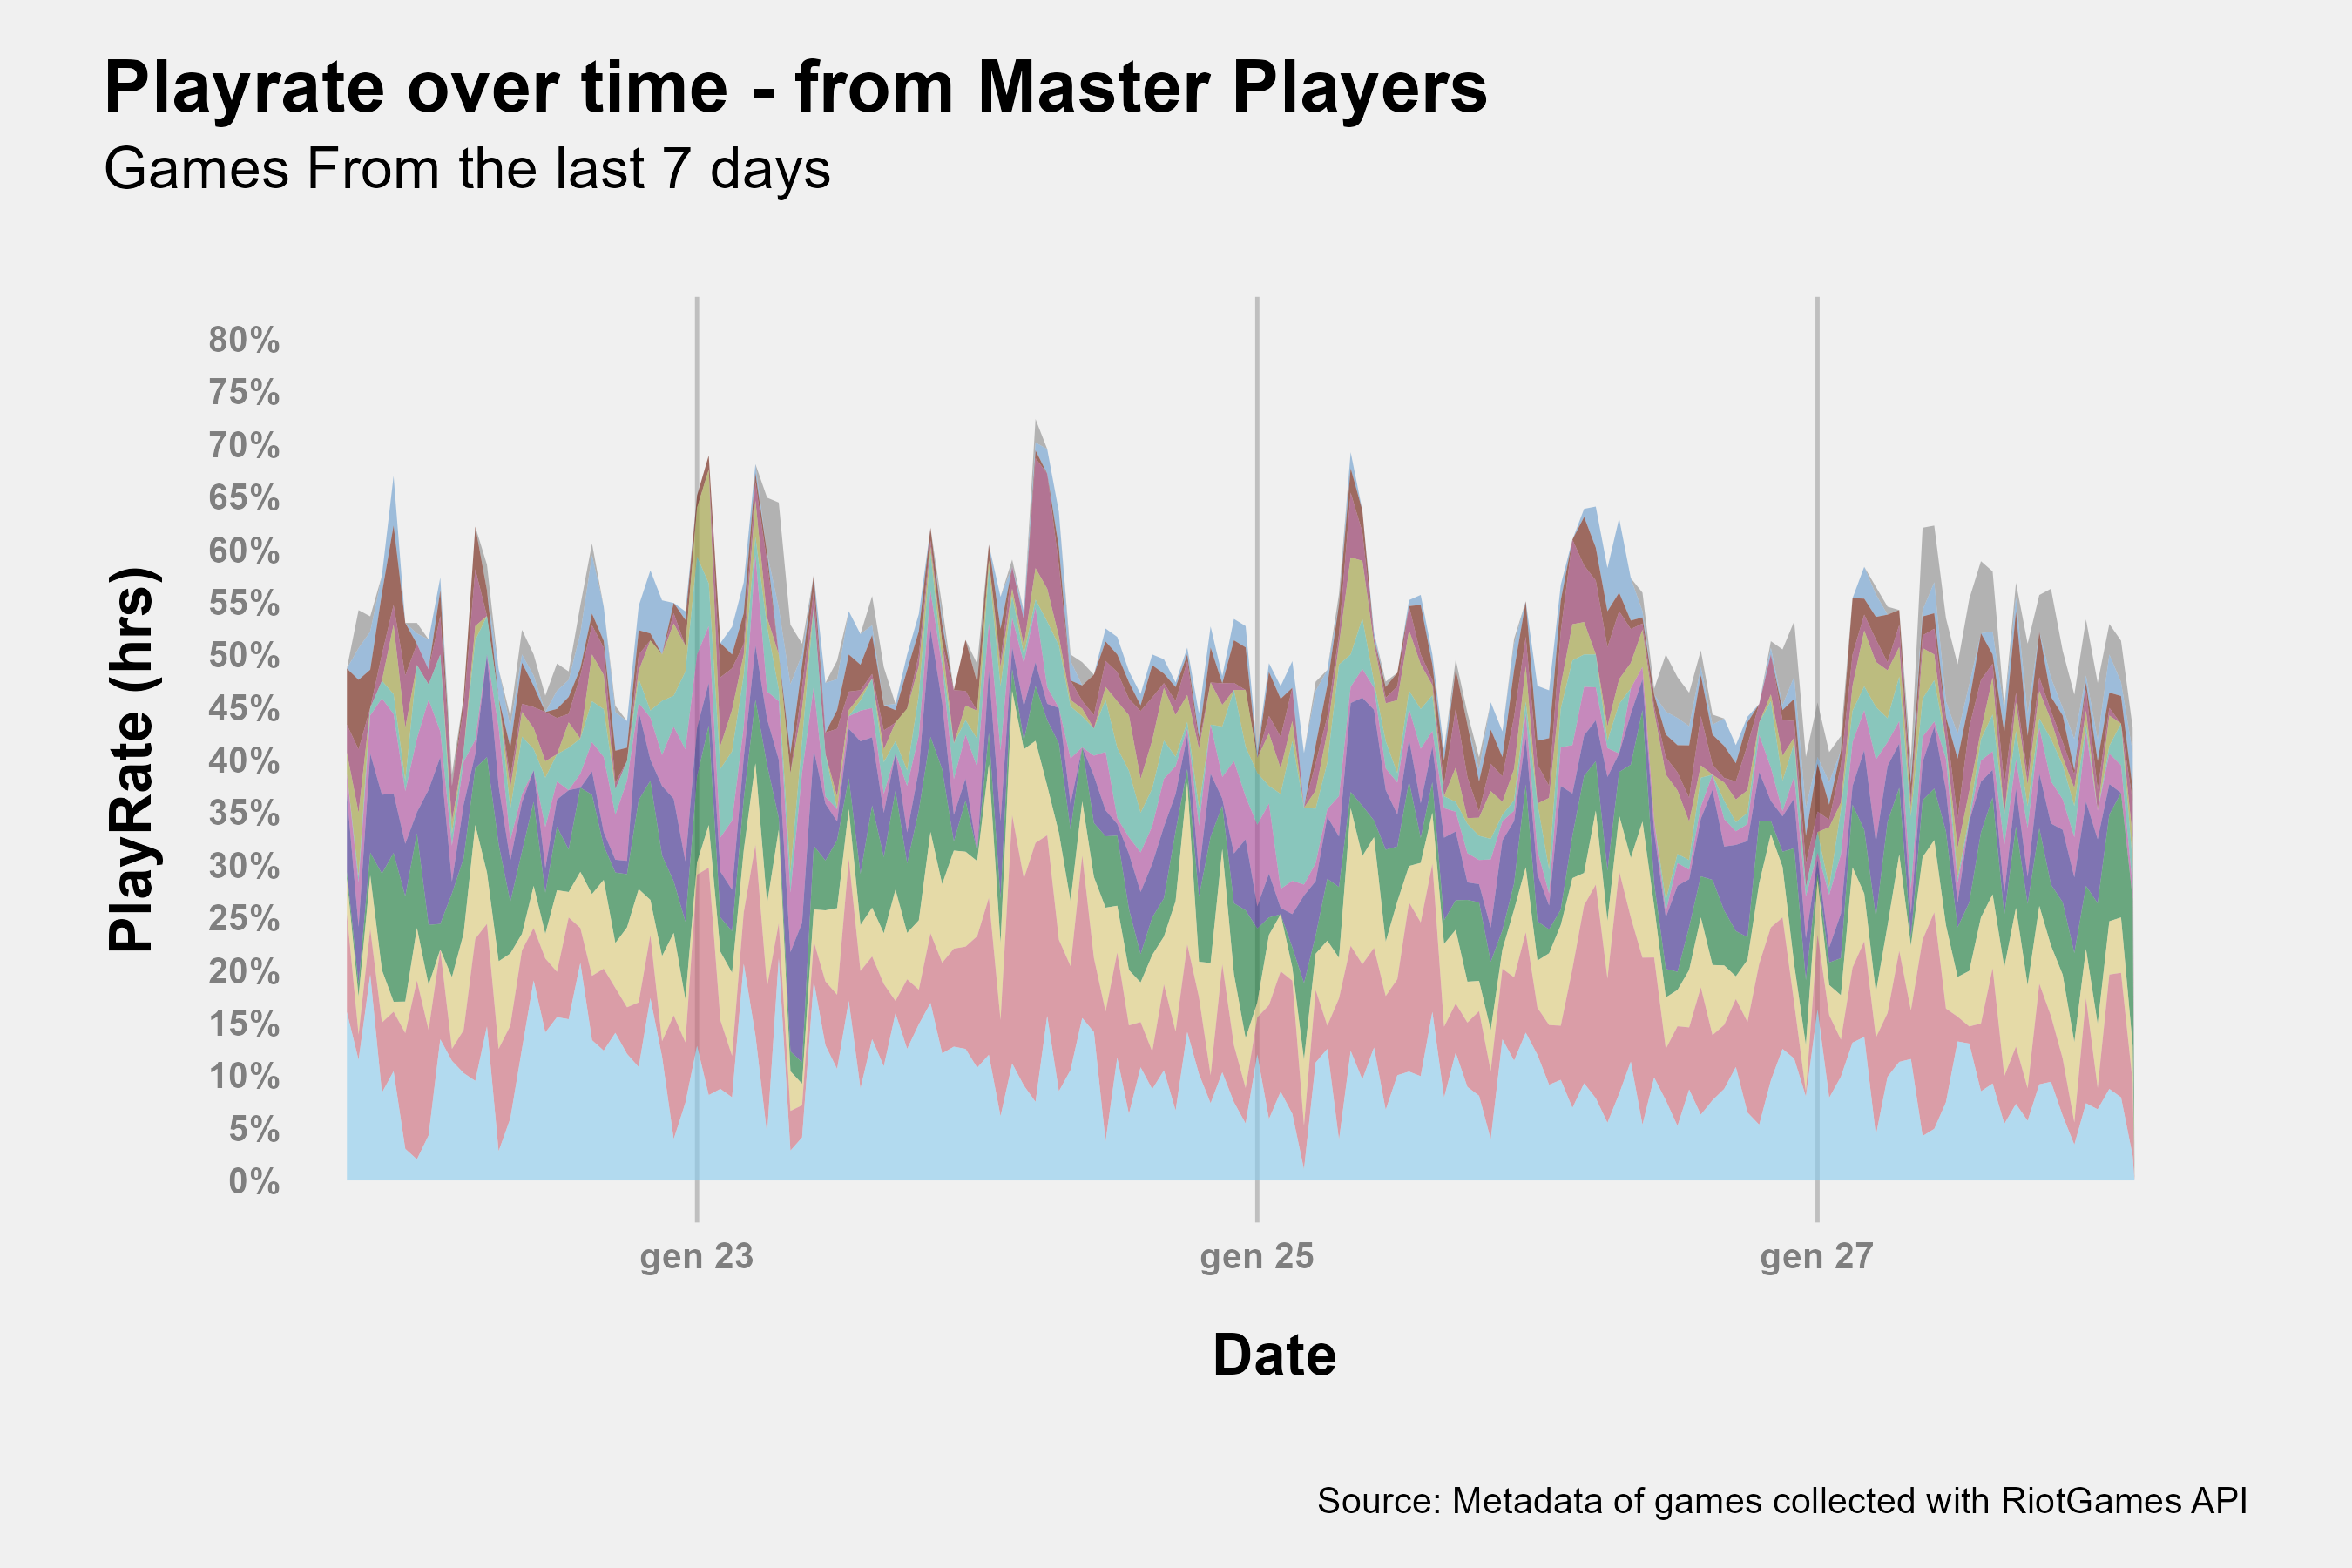 Playrate over time - from Master Players
Games From the last 7 days
PlayRate (hrs)
80%
75%
70%
65%
60%
55%
50%
45%
40%
35%
30%
25%
20%
15%
10%
5%
0%
gen 23
gen 25
gen 27
Date
Source: Metadata of games collected with RiotGames API